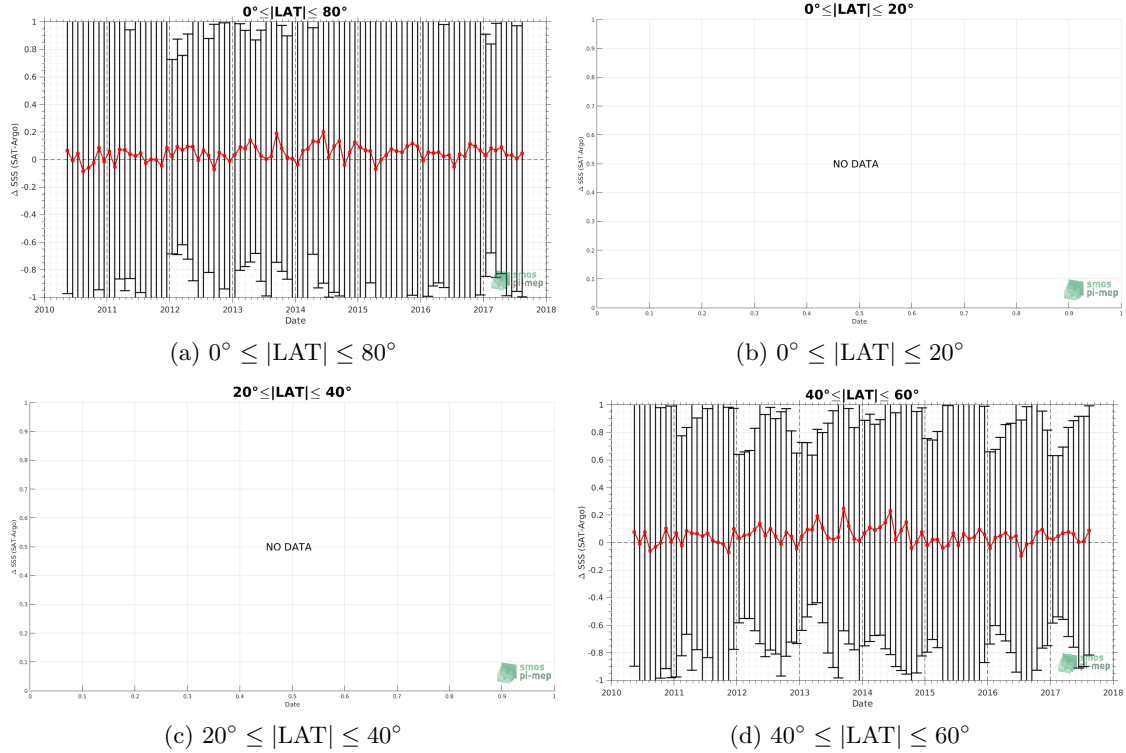 0°≤|LAT|≤ 80°
Δ SSS (SAT-Argo)
1
0.8
0.6
0.4
0.2
0
-0.2
-0.4
-0.6
-0.8
-1
2010 2011 2012 2013 2014 2015 2016 2017 2018
Date
smos
pi-mep
(a) 0° ≤ |LAT| ≤ 80°
0°≤|LAT|≤ 20°
Δ SSS (SAT-Argo)
1
0.9
0.8
0.7
0.6
0.5
0.4
0.3
0.2
0.1
0
NO DATA
0 0.1 0.2 0.3 0.4 0.5 0.6 0.7 0.8 0.9 1
Date
smos
pi-mep
(b) 0° ≤ |LAT| ≤ 20°
20°≤|LAT|≤ 40°
Δ SSS (SAT-Argo)
1
0.9
0.8
0.7
0.6
0.5
0.4
0.3
0.2
0.1
0
NO DATA
0 0.1 0.2 0.3 0.4 0.5 0.6 0.7 0.8 0.9 1
Date
smos
pi-mep
(c) 20° ≤ |LAT| ≤ 40°
40°≤|LAT|≤ 60°
Δ SSS (SAT-Argo)
1
0.8
0.6
0.4
0.2
0
-0.2
-0.4
-0.6
-0.8
-1
2010 2011 2012 2013 2014 2015 2016 2017 2018
Date
smos
pi-mep
(d) 40° ≤ |LAT| ≤ 60°